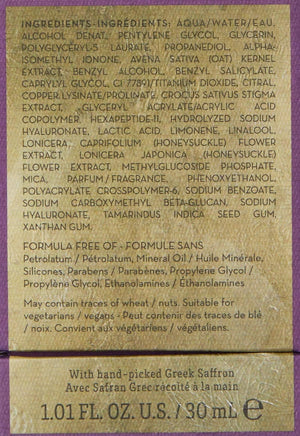 INGREDIENTS-INGRÉDIENTS: AQUA/WATER/EAU,
ALCOHOL DENAT, PENTYLENE GLYCOL, GLYCERIN,
POLYGLYCERYL-5 LAURATE, PROPANEDIOL, ALPHA-
ISOMETHYL IONONE, AVENA SATIVA (OAT) KERNEL
EXTRACT, BENZYL ALCOHOL, BENZYL SALICYLATE,
CAPRYLYL GLYCOL, CI 77891/TITANIUM DIOXIDE, CITRAL,
COPPER LYSINATE/PROLINATE, CROCUS SATIVUS STIGMA
EXTRACT, GLYCERYL ACRYLATE/ACRYLIC ACID
COPOLYMER, HEXAPEPTIDE-11, HYDROLYZED SODIUM
HYALURONATE, LACTIC ACID, LIMONENE, LINALOOL,
LONICERA CAPRIFOLIUM (HONEYSUCKLE) FLOWER
EXTRACT, LONICERA JAPONICA (HONEYSUCKLE)
FLOWER EXTRACT, METHYLGLUCOSIDE PHOSPHATE,
MICA, PARFUM/FRAGRANCE, PHENOXYETHANOL,
POLYACRYLATE CROSSPOLYMER-6, SODIUM BENZOATE,
SODIUM CARBOXYMETHYL BETA-GLUCAN, SODIUM
HYALURONATE, TAMARINDUS INDICA SEED GUM,
XANTHAN GUM.
FORMULA FREE OF - FORMULE SANS
Petrolatum / Pétrolatum, Mineral Oil / Huile Minérale,
Silicones, Parabens / Parabènes, Propylene Glycol /
Propylène Glycol, Ethanolamines / Éthanolamines
May contain traces of wheat / nuts. Suitable for
vegetarians / vegans - Peut contenir des traces de blé
/ noix. Convient aux végétariens / végétaliens.
With hand-picked Greek Saffron
Avec Safran Grec récolté à la main
1.01 FL. OZ. U.S. / 30 ml ℮